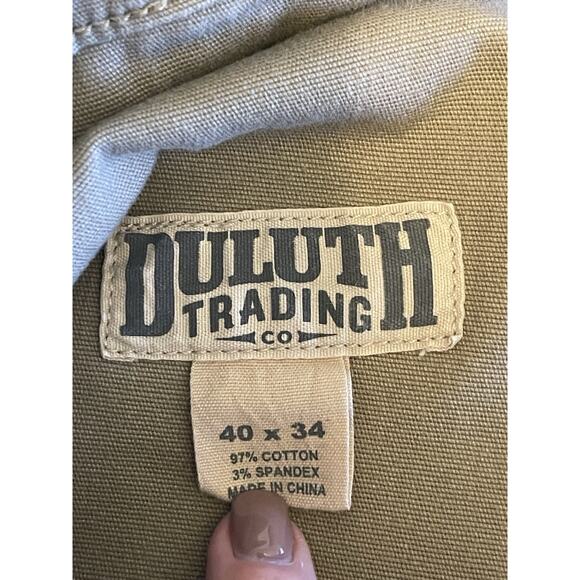 DULUTH
TRADING
CO
40 x 34
97% COTTON
3% SPANDEX
MADE IN CHINA